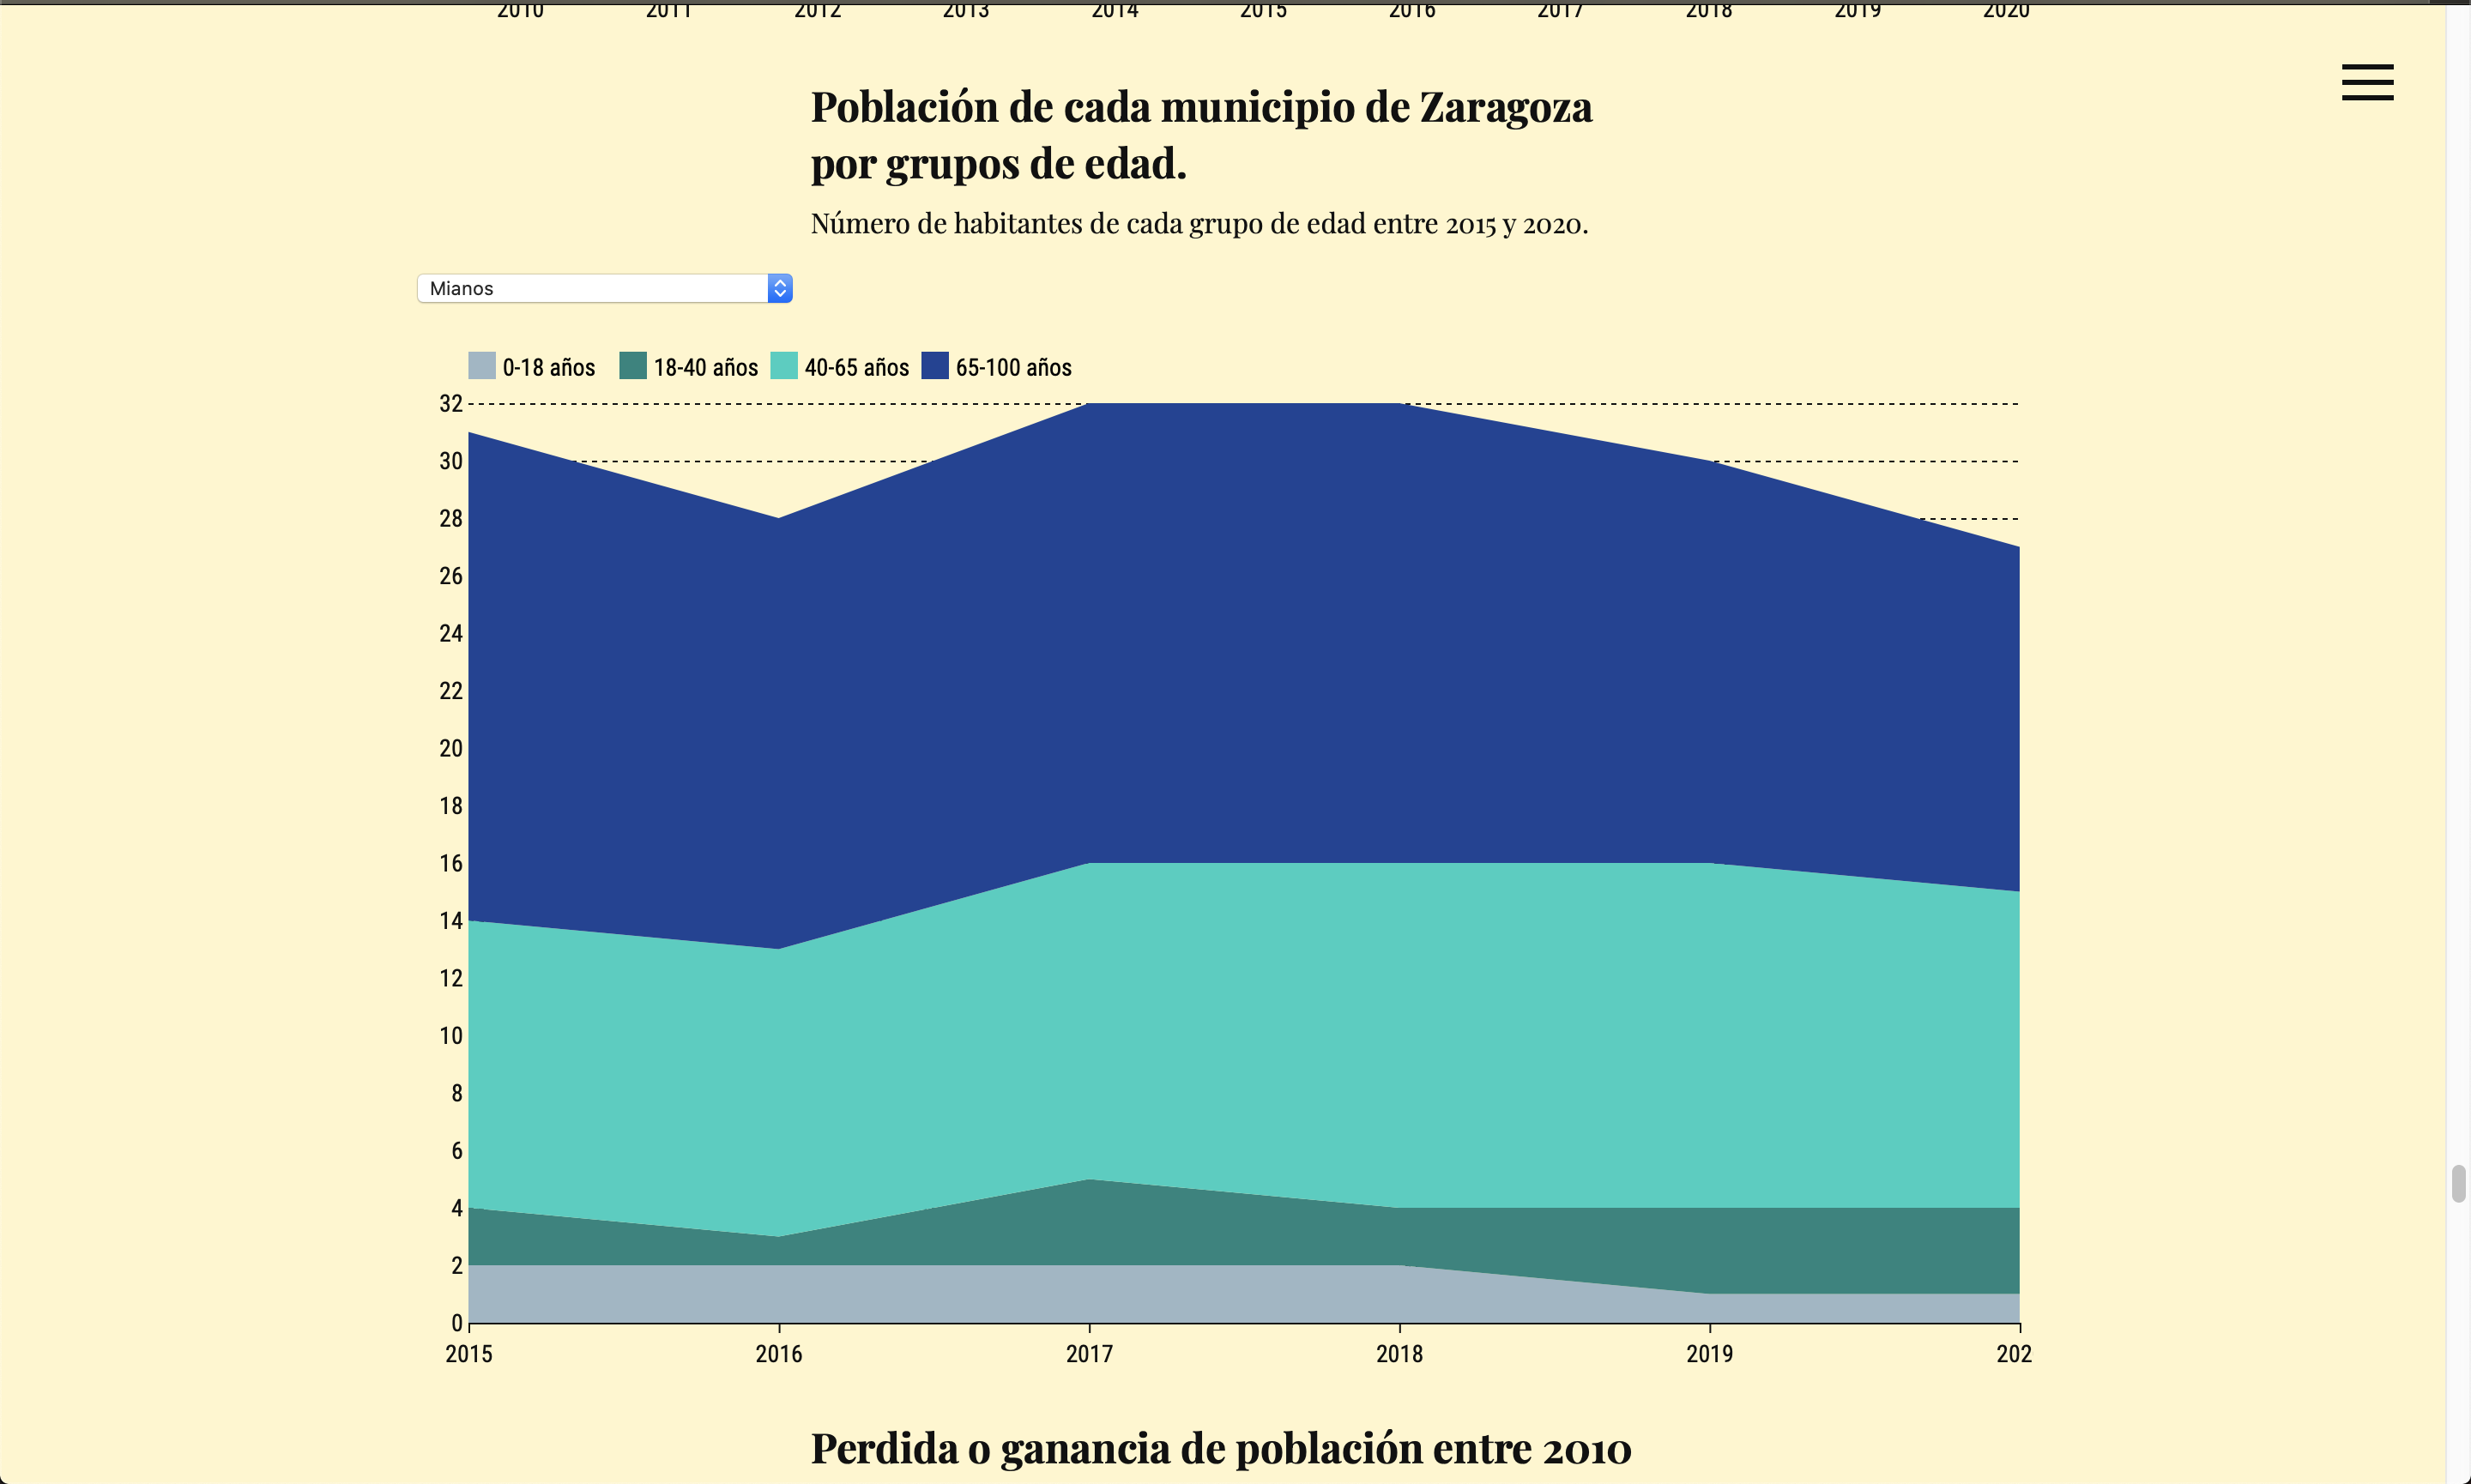 2010 2011 2012 2013 2014 2015 2016 2017 2018 2019 2020
Población de cada municipio de Zaragoza
por grupos de edad.
Número de habitantes de cada grupo de edad entre 2015 y 2020.
Mianos
0-18 años 18-40 años 40-65 años 65-100 años
32
30
28
26
24
22
20
18
16
14
12
10
8
6
4
2
0
2015 2016 2017 2018 2019 202
Perdida o ganancia de población entre 2010